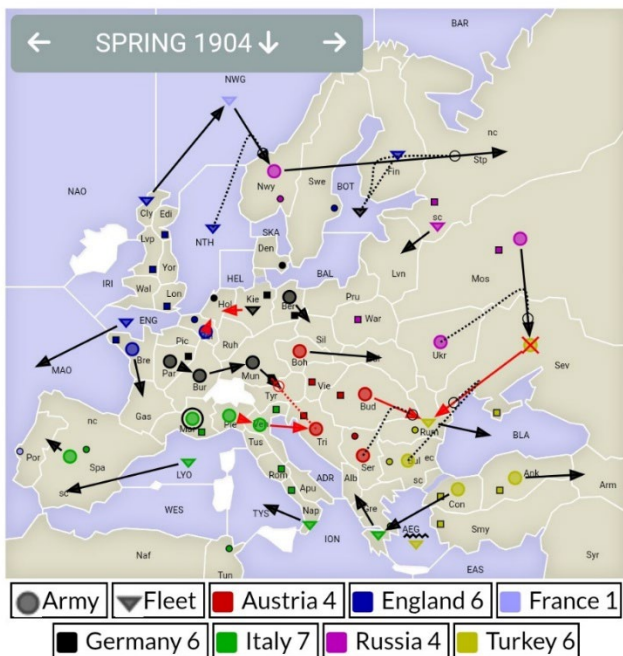 ← SPRING 1904 ↓ →
BAR
NWG
nc
Stp
NAO
Nwy
Swe
BOT
Fin
Cly
Edi
NTH
SKA
sc
Lvp
Den
Lvn
Mos
Yor
HEL
BAL
IRI
Wal
Lon
Hol
Kie
Ber
Pru
War
ENG
Pic
Ruh
Sil
Ukr
Sev
MAO
Bre
Par
Bur
Mun
Boh
Tyr
Vie
Gas
Bud
Rum
nc
Mar
Pie
Ven
Tri
BLA
Por
Spa
Tus
Ser
Bul
ec
Ank
Arm
LYO
Rom
ADR
Alb
sc
sc
Apu
Gre
Con
WES
TYS
Nap
AEG
Smy
ION
Naf
Tun
EAS
Syr
Army Fleet Austria 4 England 6 France 1
Germany 6 Italy 7 Russia 4 Turkey 6